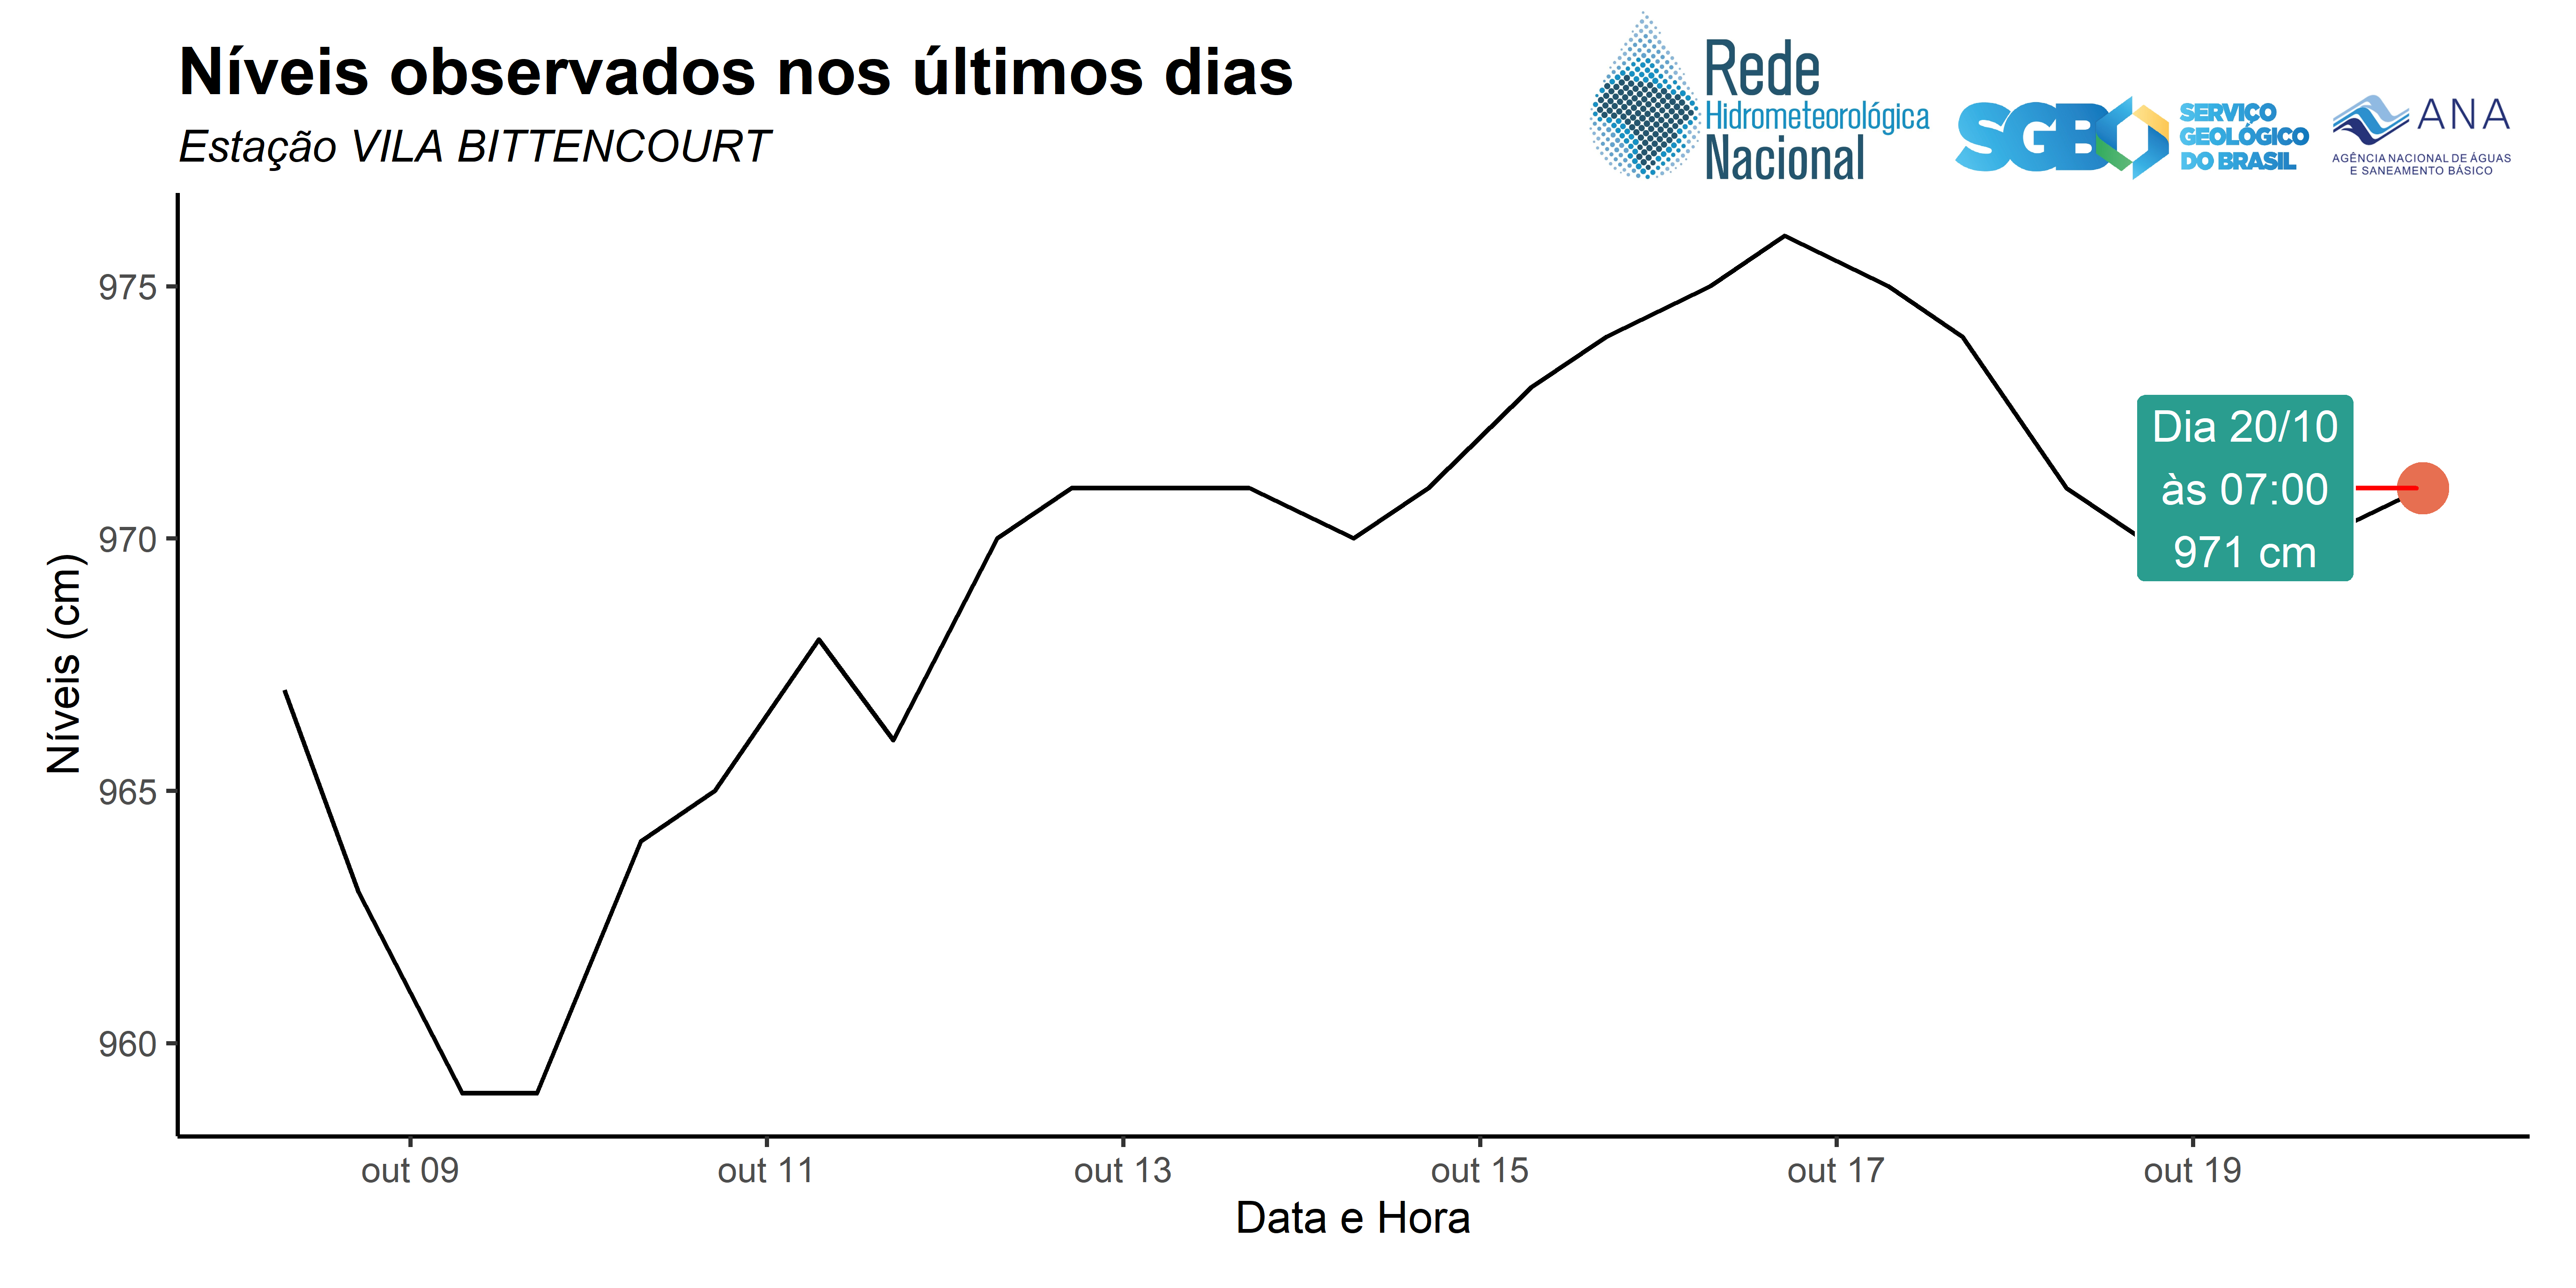 Níveis observados nos últimos dias
Estação VILA BITTENCOURT
Rede
Hidrometeorológica
Nacional
SGB
SERVIÇO
GEOLÓGICO
DO BRASIL
ANA
AGÊNCIA NACIONAL DE ÁGUAS
E SANEAMENTO BÁSICO
Níveis (cm)
975
970
965
960
Dia 20/10
às 07:00
971 cm
out 09
out 11
out 13
out 15
out 17
out 19
Data e Hora